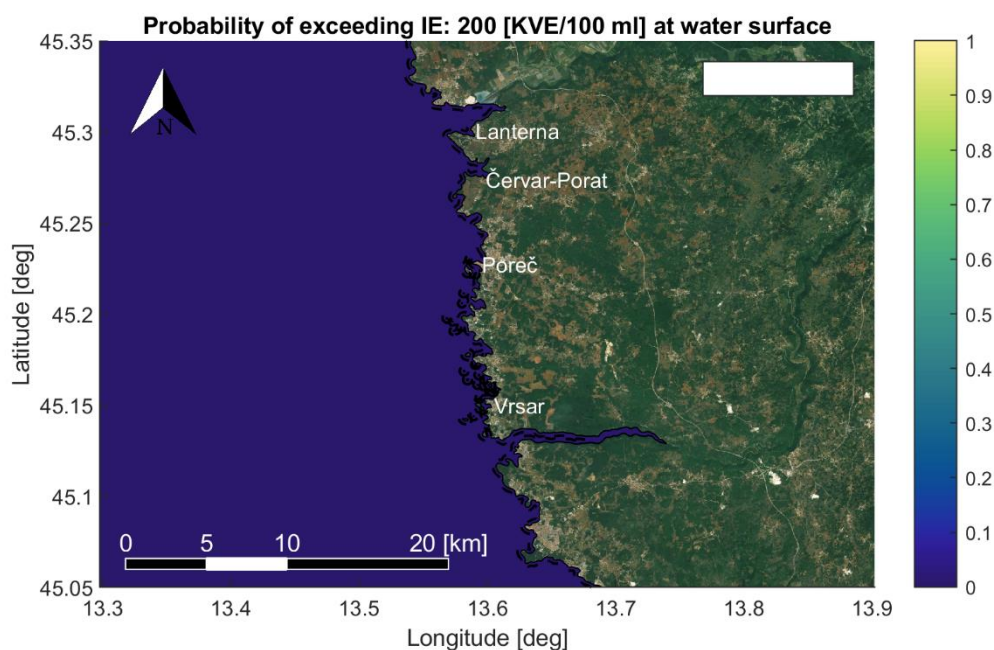 Probability of exceeding IE: 200 [KVE/100 ml] at water surface
45.35
45.3
45.25
45.2
45.15
45.1
45.05
Latitude [deg]
N
Lanterna
Červar-Porat
Poreč
Vrsar
0 5 10 20 [km]
13.3 13.4 13.5 13.6 13.7 13.8 13.9
Longitude [deg]
1
0.9
0.8
0.7
0.6
0.5
0.4
0.3
0.2
0.1
0